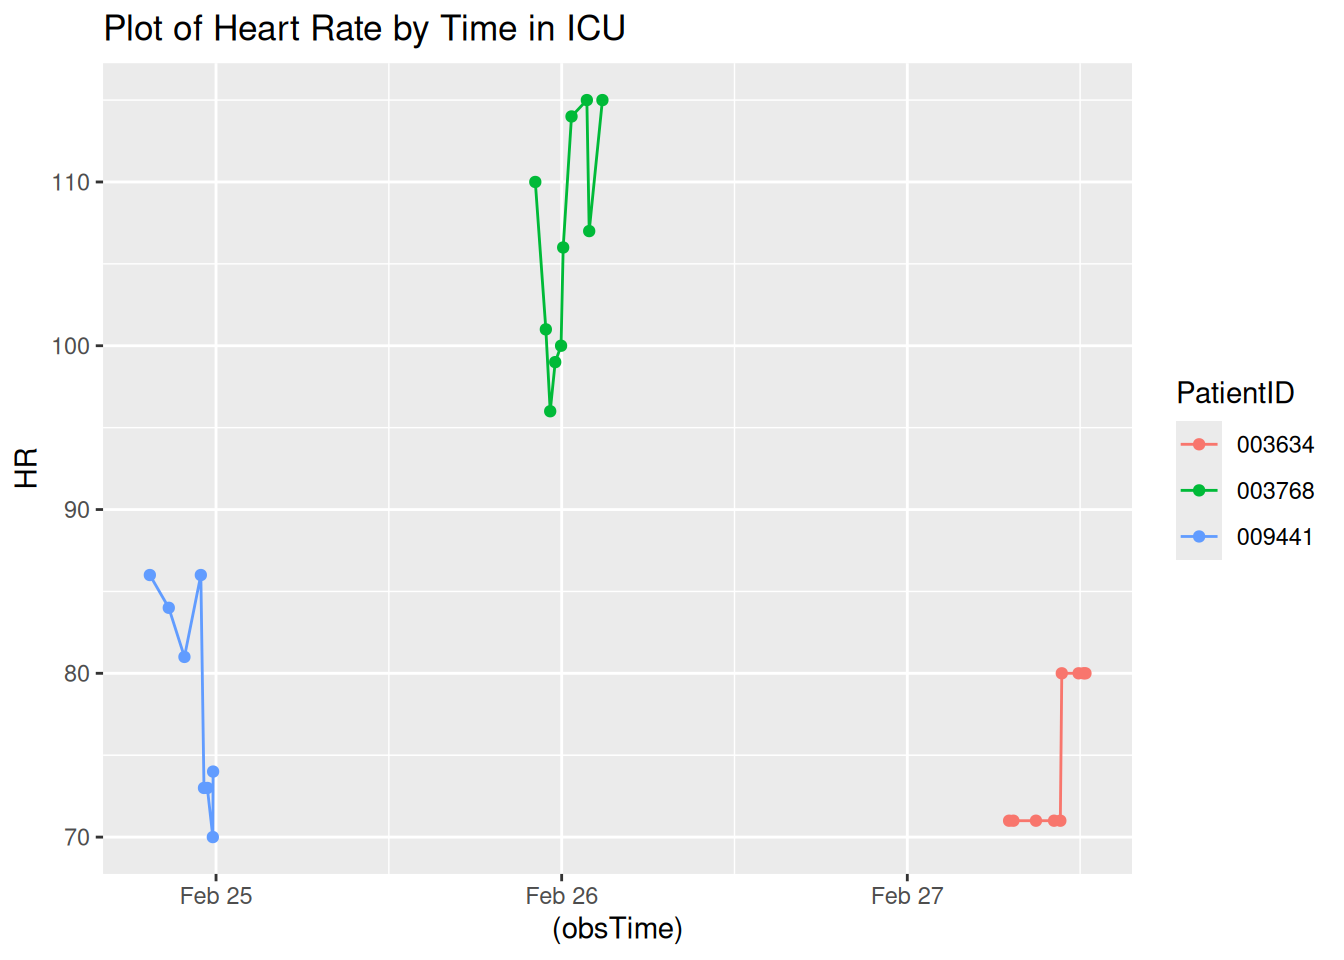 Plot of Heart Rate by Time in ICU
HR
110
100
90
80
70
Feb 25
Feb 26
Feb 27
(obsTime)
PatientID
003634
003768
009441